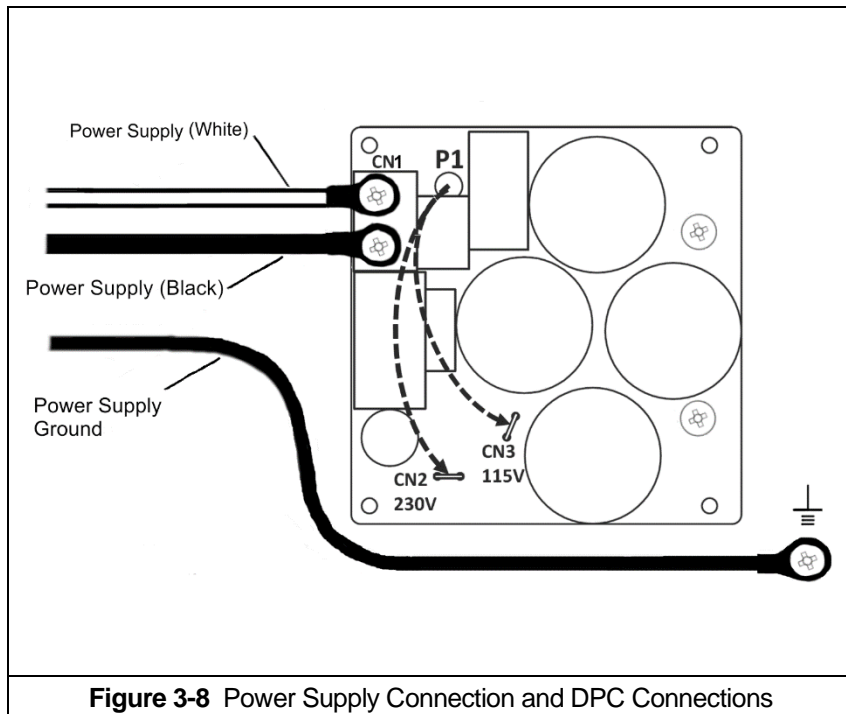 Power Supply (White)
CN1
P1
Power Supply (Black)
Power Supply
Ground
CN2
230V
CN3
115V
Figure 3-8 Power Supply Connection and DPC Connections